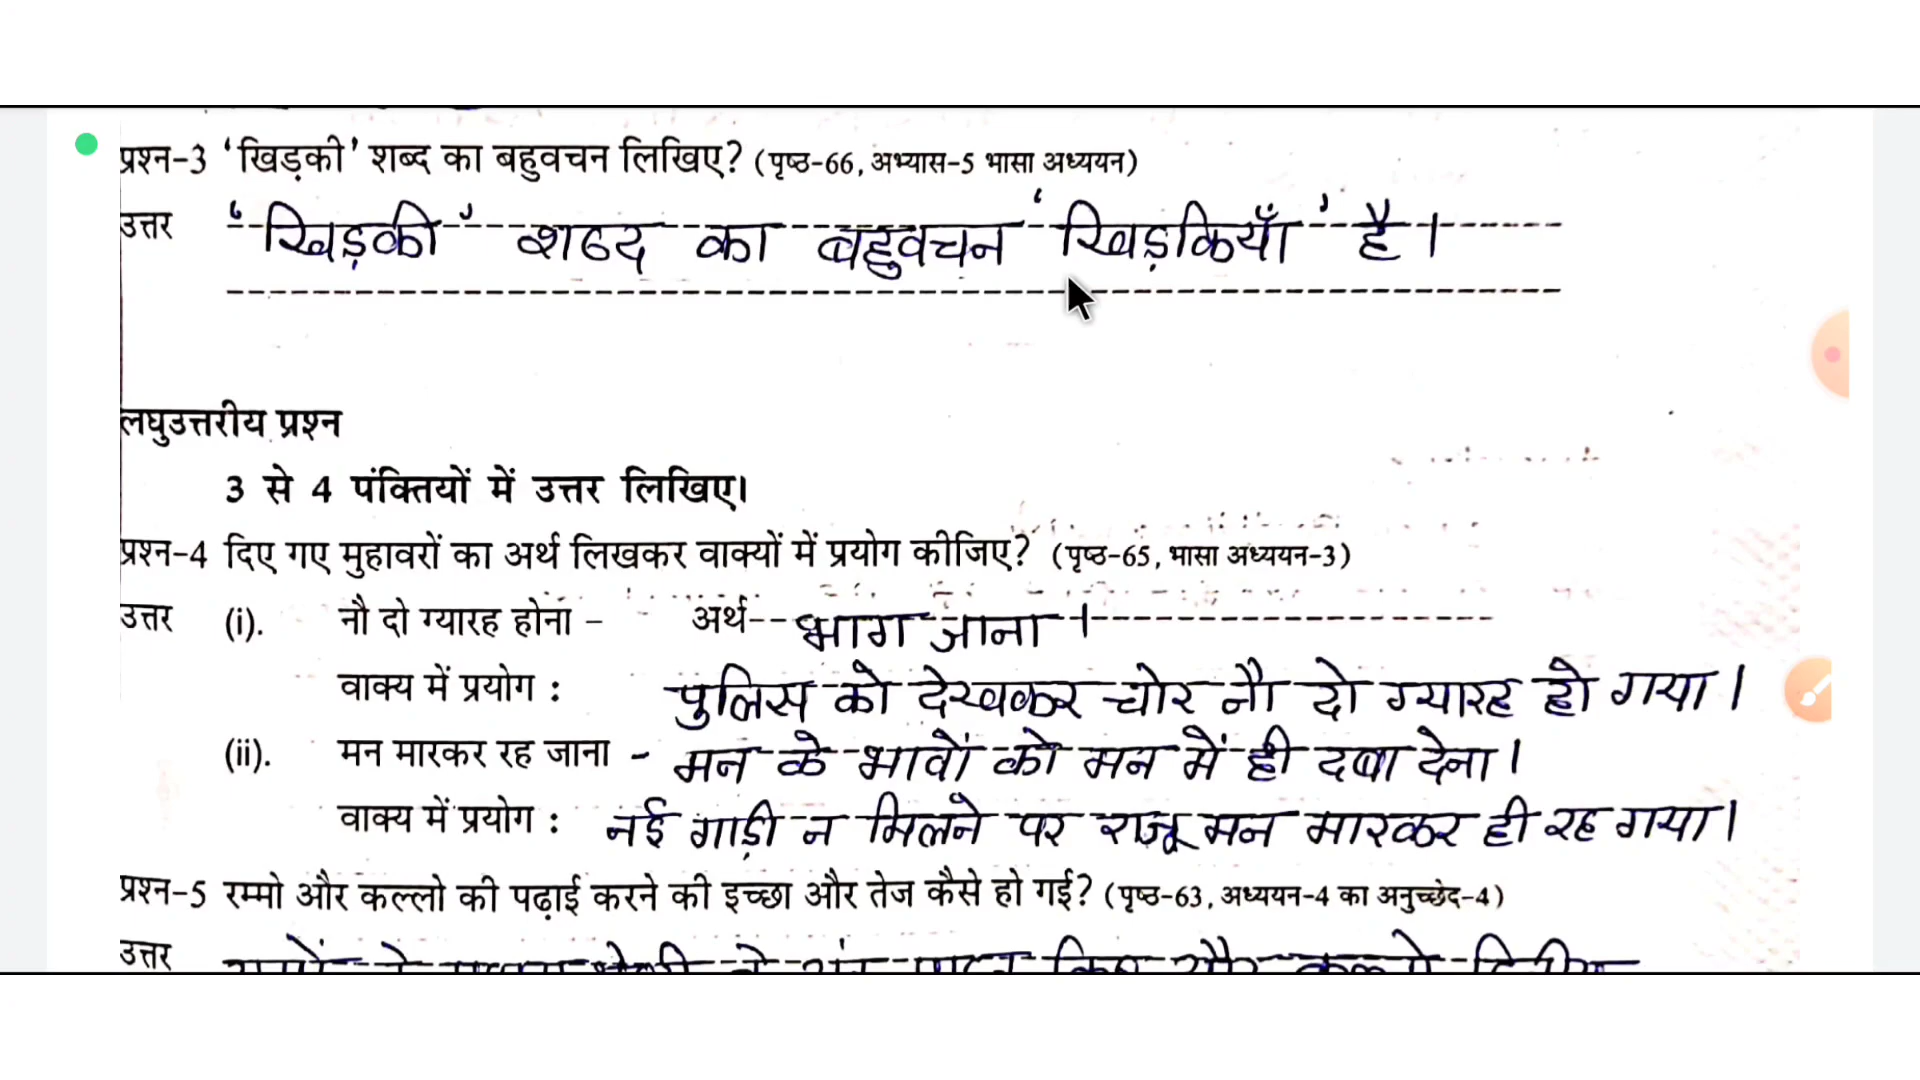 प्रश्न-3 ‘खिड़की’ शब्द का बहुवचन लिखिए? (पृष्ठ-66, अभ्यास-5 भासा अध्ययन)
उत्तर ‘खिड़की’ शब्द का बहुवचन ‘खिड़कियाँ’ है।
लघुउत्तरीय प्रश्न
3 से 4 पंक्तियों में उत्तर लिखिए।
प्रश्न-4 दिए गए मुहावरों का अर्थ लिखकर वाक्यों में प्रयोग कीजिए? (पृष्ठ-65, भासा अध्ययन-3)
उत्तर (i). नौ दो ग्यारह होना - अर्थ-- भाग जाना।
वाक्य में प्रयोग : पुलिस को देखकर चोर नौ दो ग्यारह हो गया।
(ii). मन मारकर रह जाना - मन के भावों को मन में ही दबा देना।
वाक्य में प्रयोग : नई गाड़ी न मिलने पर राजू मन मारकर ही रह गया।
प्रश्न-5 रम्मो और कल्लो की पढ़ाई करने की इच्छा और तेज कैसे हो गई? (पृष्ठ-63, अध्ययन-4 का अनुच्छेद-4)
उत्तर